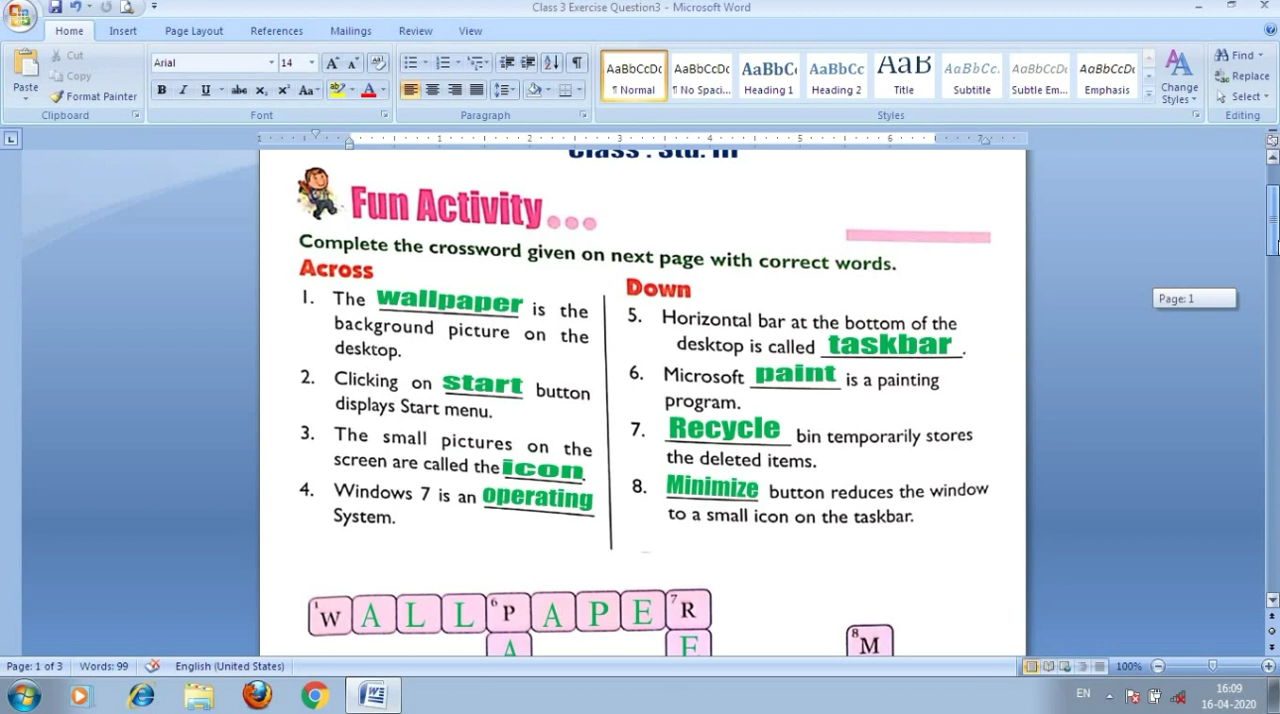 Class 3 Exercise Question3 - Microsoft Word
Home Insert Page Layout References Mailings Review View
Paste
Cut
Copy
Format Painter
Clipboard
Arial 14
Font
Paragraph
AaBbCcDc AaBbCcDc AaBbC AaBbCc AaB AaBbCc. AaBbCcDc AaBbCcDc
¶ Normal ¶ No Spaci... Heading 1 Heading 2 Title Subtitle Subtle Em... Emphasis
Change Styles
Styles
Find
Replace
Select
Editing
Class : Std. III
Fun Activity...
Complete the crossword given on next page with correct words.
Across
1. The wallpaper is the
background picture on the
desktop.
2. Clicking on start button
displays Start menu.
3. The small pictures on the
screen are called the icon.
4. Windows 7 is an operating
System.
Down
5. Horizontal bar at the bottom of the
desktop is called taskbar.
6. Microsoft paint is a painting
program.
7. Recycle bin temporarily stores
the deleted items.
8. Minimize button reduces the window
to a small icon on the taskbar.
1 W A L L 6 P A P E 7 R
A E 8 M
Page: 1
Page: 1 of 3 Words: 99 English (United States) 100%
EN 16:09
16-04-2020